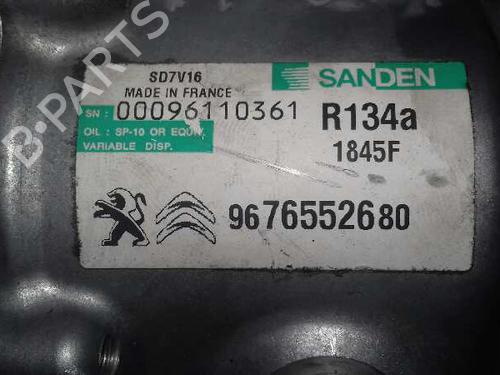 SD7V16
MADE IN FRANCE
SANDEN
SN : 00096110361
R134a
OIL : SP-10 OR EQUIV.
VARIABLE DISP.
1845F
9676552680
B-PARTS